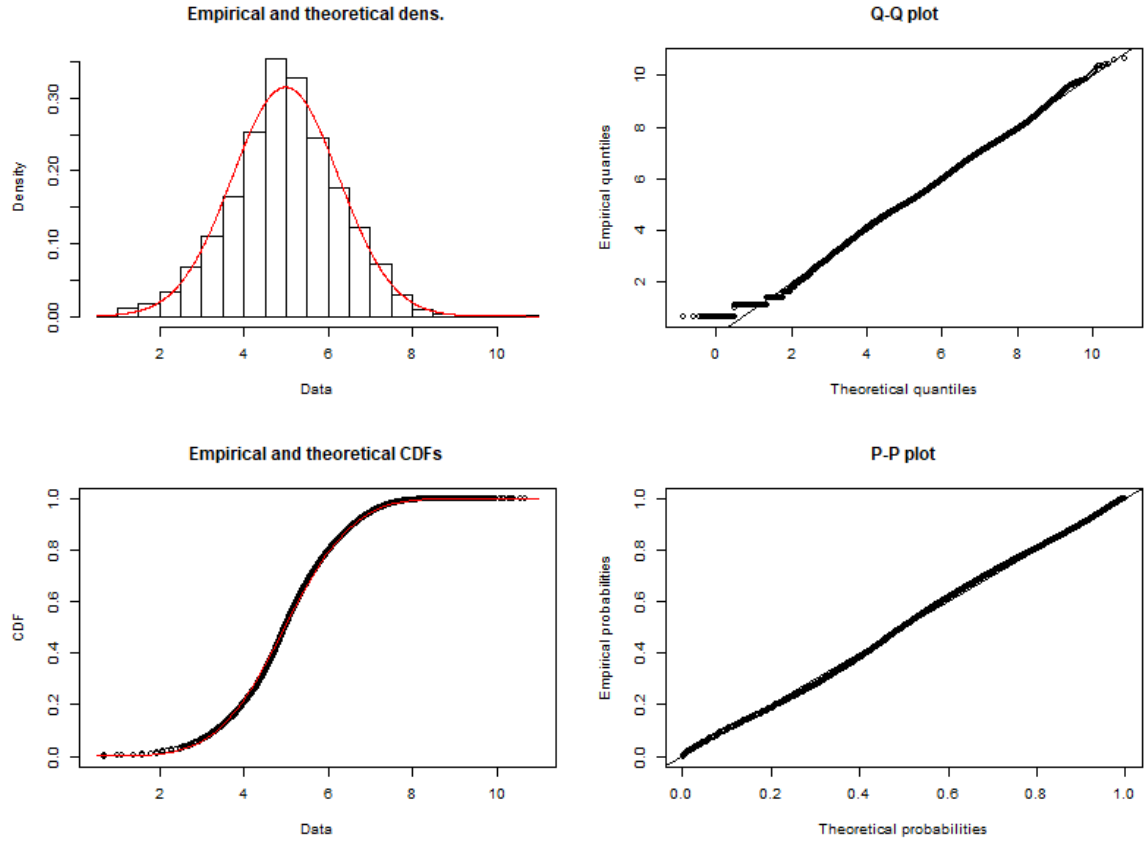 Empirical and theoretical dens.
Density
0.00 0.10 0.20 0.30
2 4 6 8 10
Data
Q-Q plot
Empirical quantiles
2 4 6 8 10
0 2 4 6 8 10
Theoretical quantiles
Empirical and theoretical CDFs
CDF
0.0 0.2 0.4 0.6 0.8 1.0
2 4 6 8 10
Data
P-P plot
Empirical probabilities
0.0 0.2 0.4 0.6 0.8 1.0
0.0 0.2 0.4 0.6 0.8 1.0
Theoretical probabilities